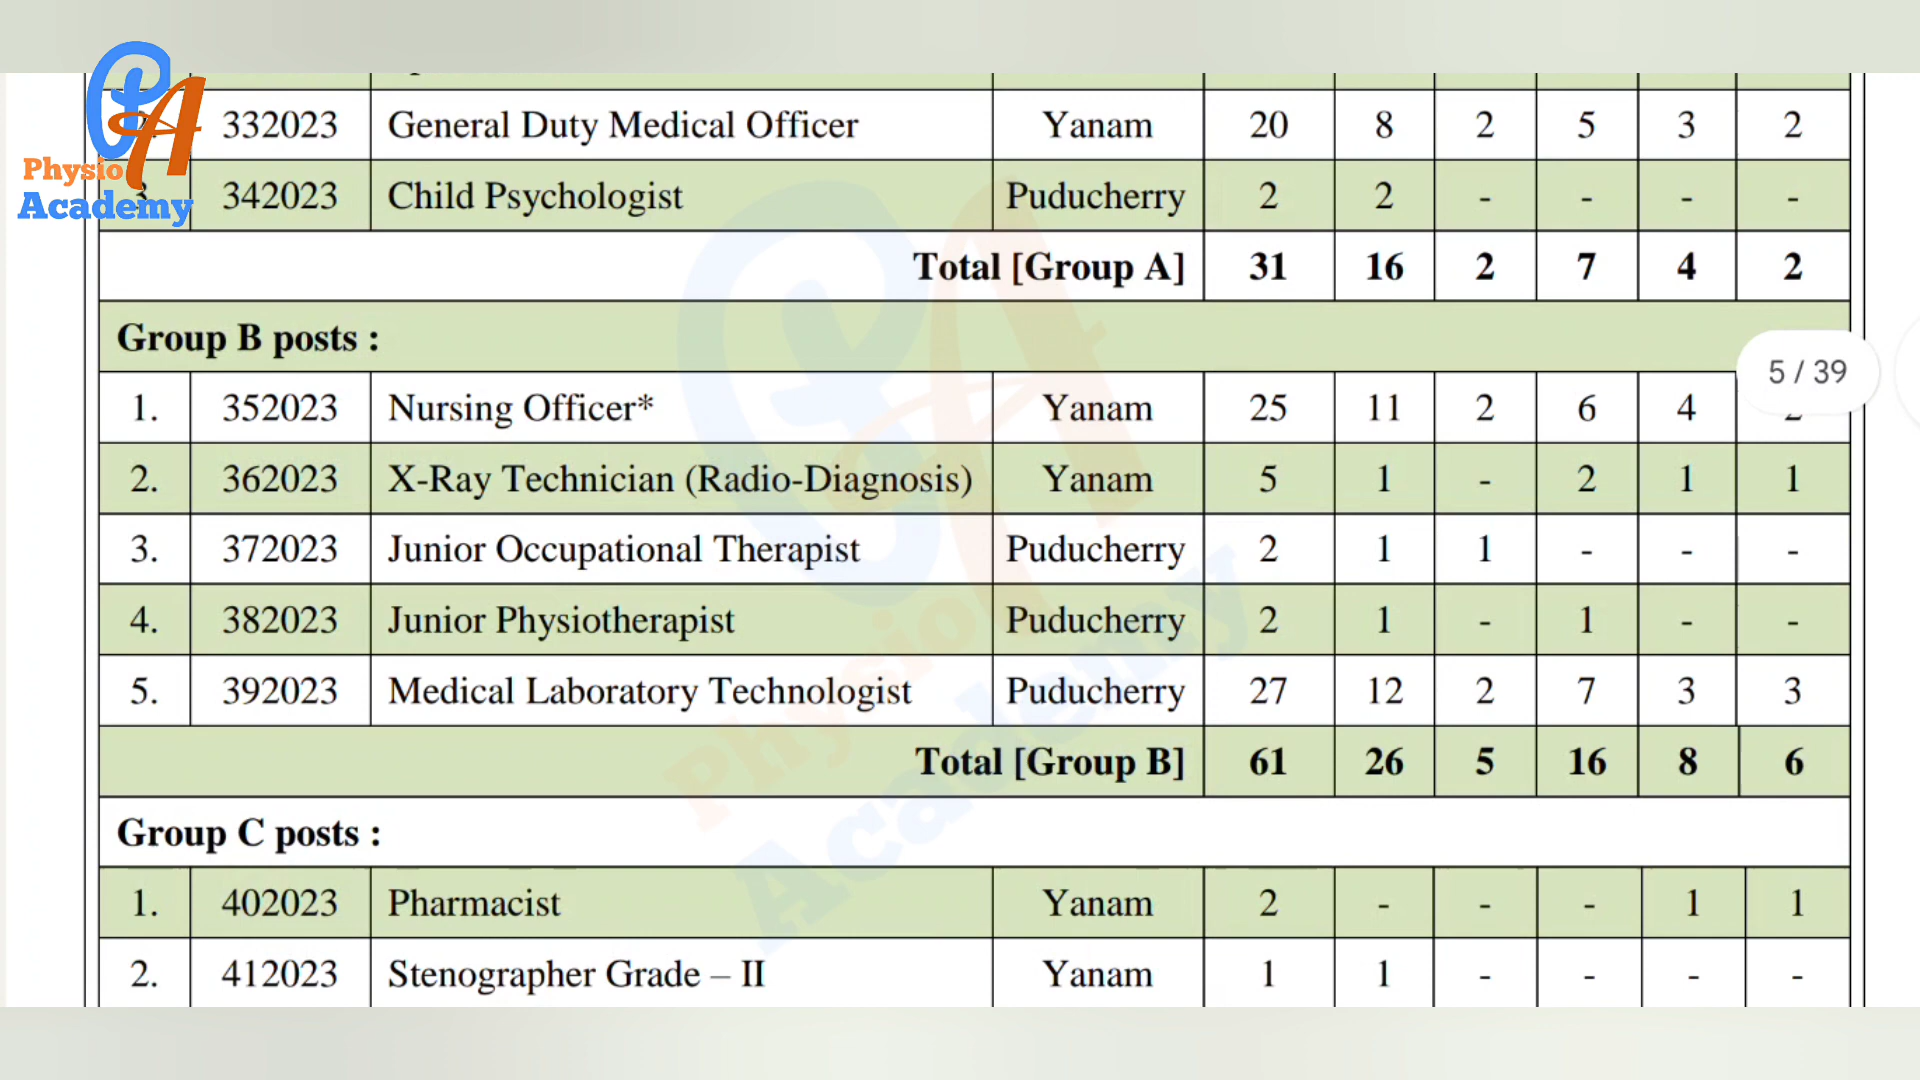 332023 General Duty Medical Officer Yanam 20 8 2 5 3 2
3. 342023 Child Psychologist Puducherry 2 2 - - - -
Total [Group A] 31 16 2 7 4 2
Group B posts :
1. 352023 Nursing Officer* Yanam 25 11 2 6 4
2. 362023 X-Ray Technician (Radio-Diagnosis) Yanam 5 1 - 2 1 1
3. 372023 Junior Occupational Therapist Puducherry 2 1 1 - - -
4. 382023 Junior Physiotherapist Puducherry 2 1 - 1 - -
5. 392023 Medical Laboratory Technologist Puducherry 27 12 2 7 3 3
Total [Group B] 61 26 5 16 8 6
Group C posts :
1. 402023 Pharmacist Yanam 2 - - - 1 1
2. 412023 Stenographer Grade – II Yanam 1 1 - - - -
5 / 39
PA
Physio
Academy
Physio
Academy